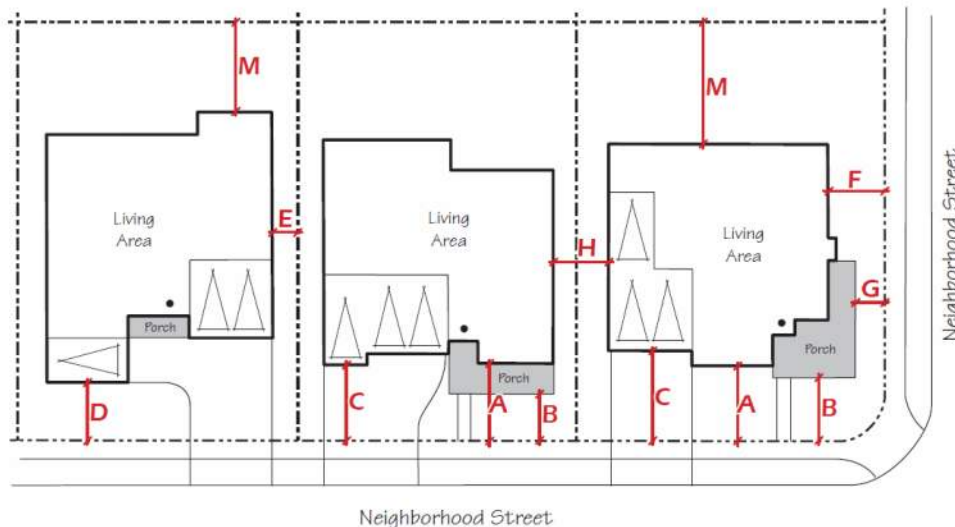 M
M
Living
Area
Living
Area
Living
Area
E
F
H
G
Porch
Porch
Porch
D
C
A
B
C
A
B
Neighborhood Street
Neighborhood Street